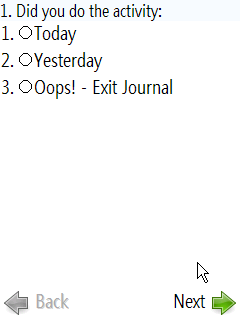 1. Did you do the activity:
1. Today
2. Yesterday
3. Oops! - Exit Journal
Back Next